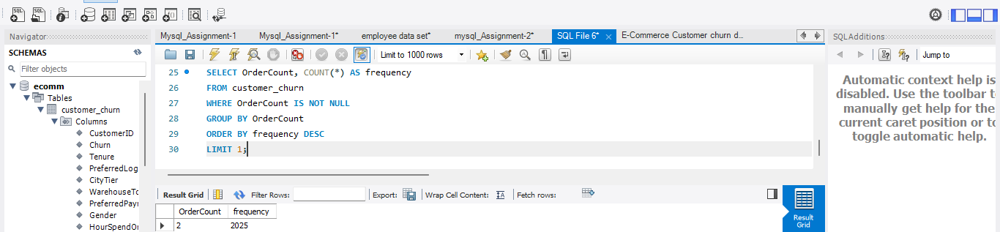 Navigator:
SCHEMAS
Filter objects
ecomm
Tables
customer_churn
Columns
CustomerID
Churn
Tenure
PreferredLog
CityTier
WarehouseTo
PreferredPayı
Gender
HourSpendO
Mysql_Assignment-1 Mysql_Assignment-1* employee data set* mysql_Assignment-2* SQL File 6* E-Commerce Customer churn d...
Limit to 1000 rows
25 SELECT OrderCount, COUNT(*) AS frequency
26 FROM customer_churn
27 WHERE OrderCount IS NOT NULL
28 GROUP BY OrderCount
29 ORDER BY frequency DESC
30 LIMIT 1;
Result Grid Filter Rows: Export: Wrap Cell Content: Fetch rows:
OrderCount frequency
2 2025
Result
Grid
SQLAdditions
Jump to
Automatic context help is
disabled. Use the toolbar t
manually get help for the
current caret position or to
toggle automatic help.